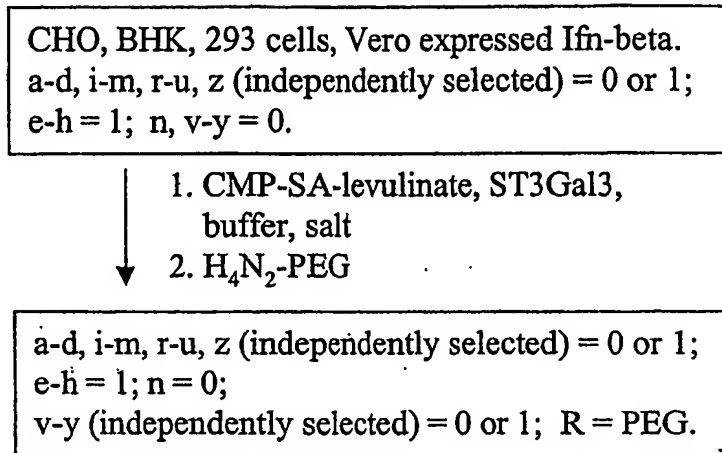 CHO, BHK, 293 cells, Vero expressed Ifn-beta.
a-d, i-m, r-u, z (independently selected) = 0 or 1;
e-h = 1; n, v-y = 0.
1. CMP-SA-levulinate, ST3Gal3,
buffer, salt
2. H₄N₂-PEG
a-d, i-m, r-u, z (independently selected) = 0 or 1;
e-h = 1; n = 0;
v-y (independently selected) = 0 or 1; R = PEG.